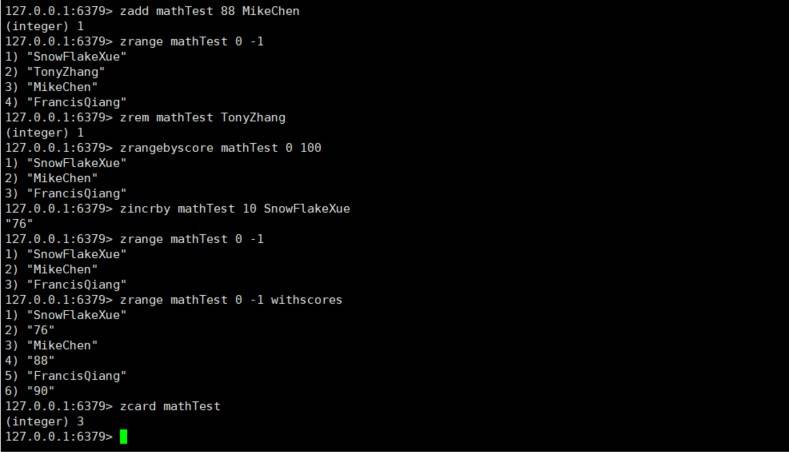 127.0.0.1:6379> zadd mathTest 88 MikeChen
(integer) 1
127.0.0.1:6379> zrange mathTest 0 -1
1) "SnowFlakeXue"
2) "TonyZhang"
3) "MikeChen"
4) "FrancisQiang"
127.0.0.1:6379> zrem mathTest TonyZhang
(integer) 1
127.0.0.1:6379> zrangebyscore mathTest 0 100
1) "SnowFlakeXue"
2) "MikeChen"
3) "FrancisQiang"
127.0.0.1:6379> zincrby mathTest 10 SnowFlakeXue
"76"
127.0.0.1:6379> zrange mathTest 0 -1
1) "SnowFlakeXue"
2) "MikeChen"
3) "FrancisQiang"
127.0.0.1:6379> zrange mathTest 0 -1 withscores
1) "SnowFlakeXue"
2) "76"
3) "MikeChen"
4) "88"
5) "FrancisQiang"
6) "90"
127.0.0.1:6379> zcard mathTest
(integer) 3
127.0.0.1:6379>